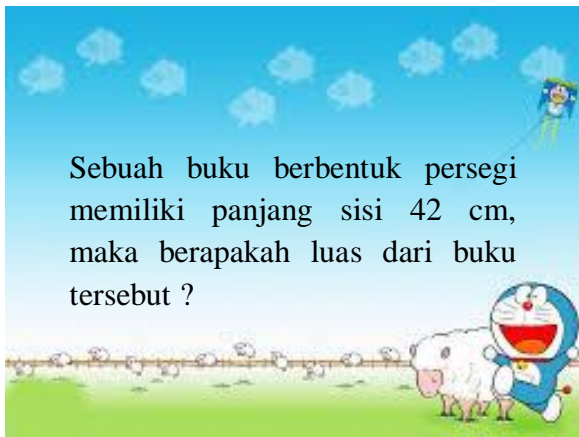 Sebuah buku berbentuk persegi
memiliki panjang sisi 42 cm,
maka berapakah luas dari buku
tersebut ?